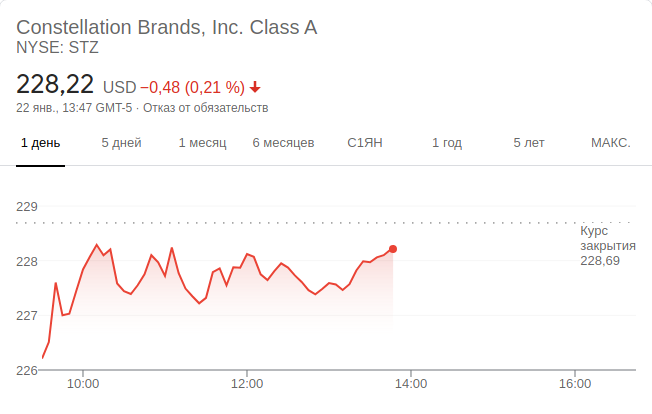 Constellation Brands, Inc. Class A
NYSE: STZ
228,22 USD −0,48 (0,21 %)
22 янв., 13:47 GMT-5 · Отказ от обязательств
1 день 5 дней 1 месяц 6 месяцев С1ЯН 1 год 5 лет МАКС.
229
228
227
226
Курс
закрытия
228,69
10:00 12:00 14:00 16:00